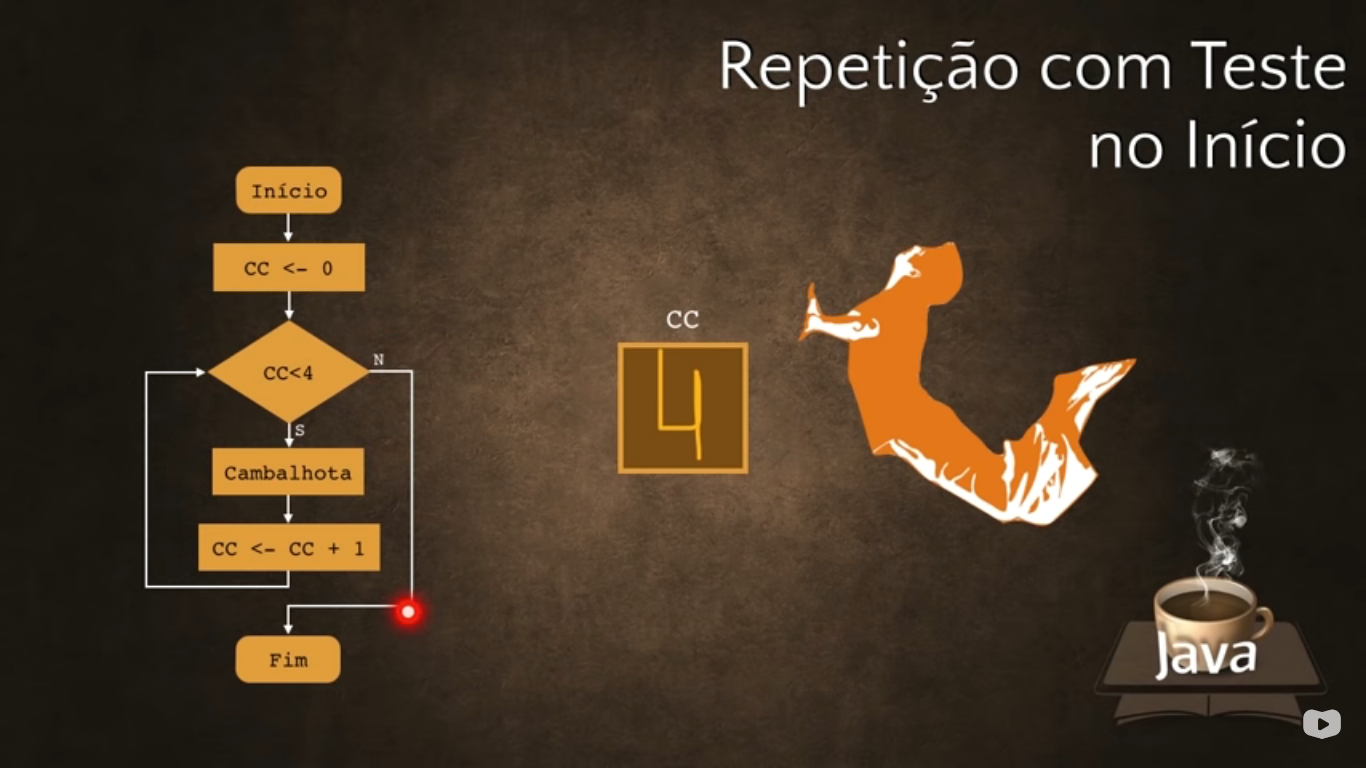 Repetição com Teste
no Início
Início
CC <- 0
CC<4
N
S
Cambalhota
CC <- CC + 1
Fim
CC
4
Java